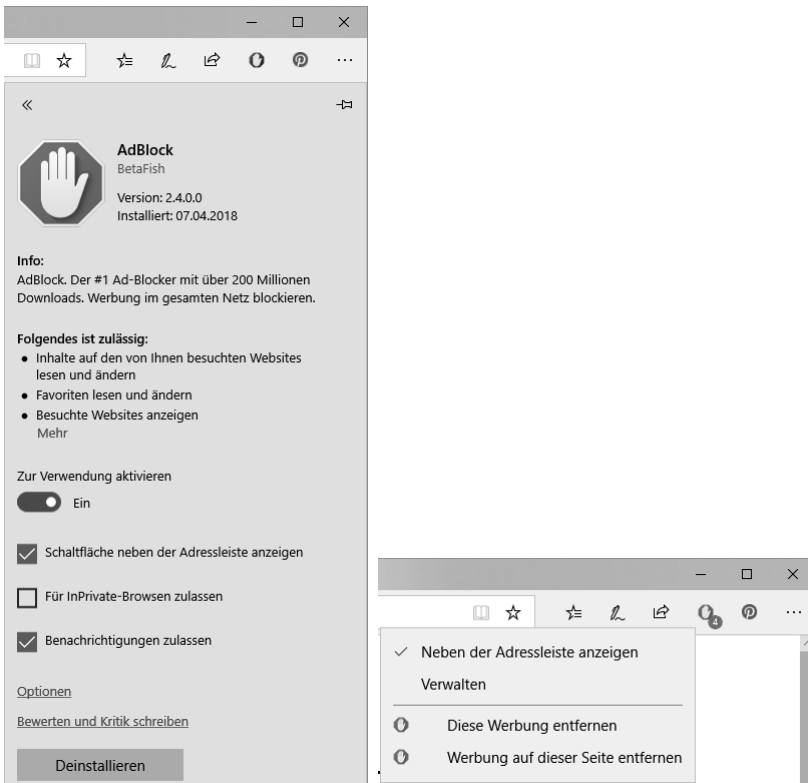 AdBlock
BetaFish
Version: 2.4.0.0
Installiert: 07.04.2018
Info:
AdBlock. Der #1 Ad-Blocker mit über 200 Millionen
Downloads. Werbung im gesamten Netz blockieren.
Folgendes ist zulässig:
Inhalte auf den von Ihnen besuchten Websites
lesen und ändern
Favoriten lesen und ändern
Besuchte Websites anzeigen
Mehr
Zur Verwendung aktivieren
Ein
Schaltfläche neben der Adressleiste anzeigen
Für InPrivate-Browsen zulassen
Benachrichtigungen zulassen
Optionen
Bewerten und Kritik schreiben
Deinstallieren
4
Neben der Adressleiste anzeigen
Verwalten
Diese Werbung entfernen
Werbung auf dieser Seite entfernen